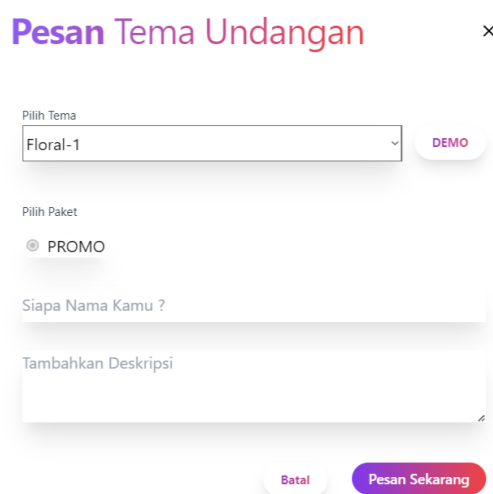 Pesan Tema Undangan
Pilih Tema
Floral-1
DEMO
Pilih Paket
PROMO
Siapa Nama Kamu ?
Tambahkan Deskripsi
Batal
Pesan Sekarang